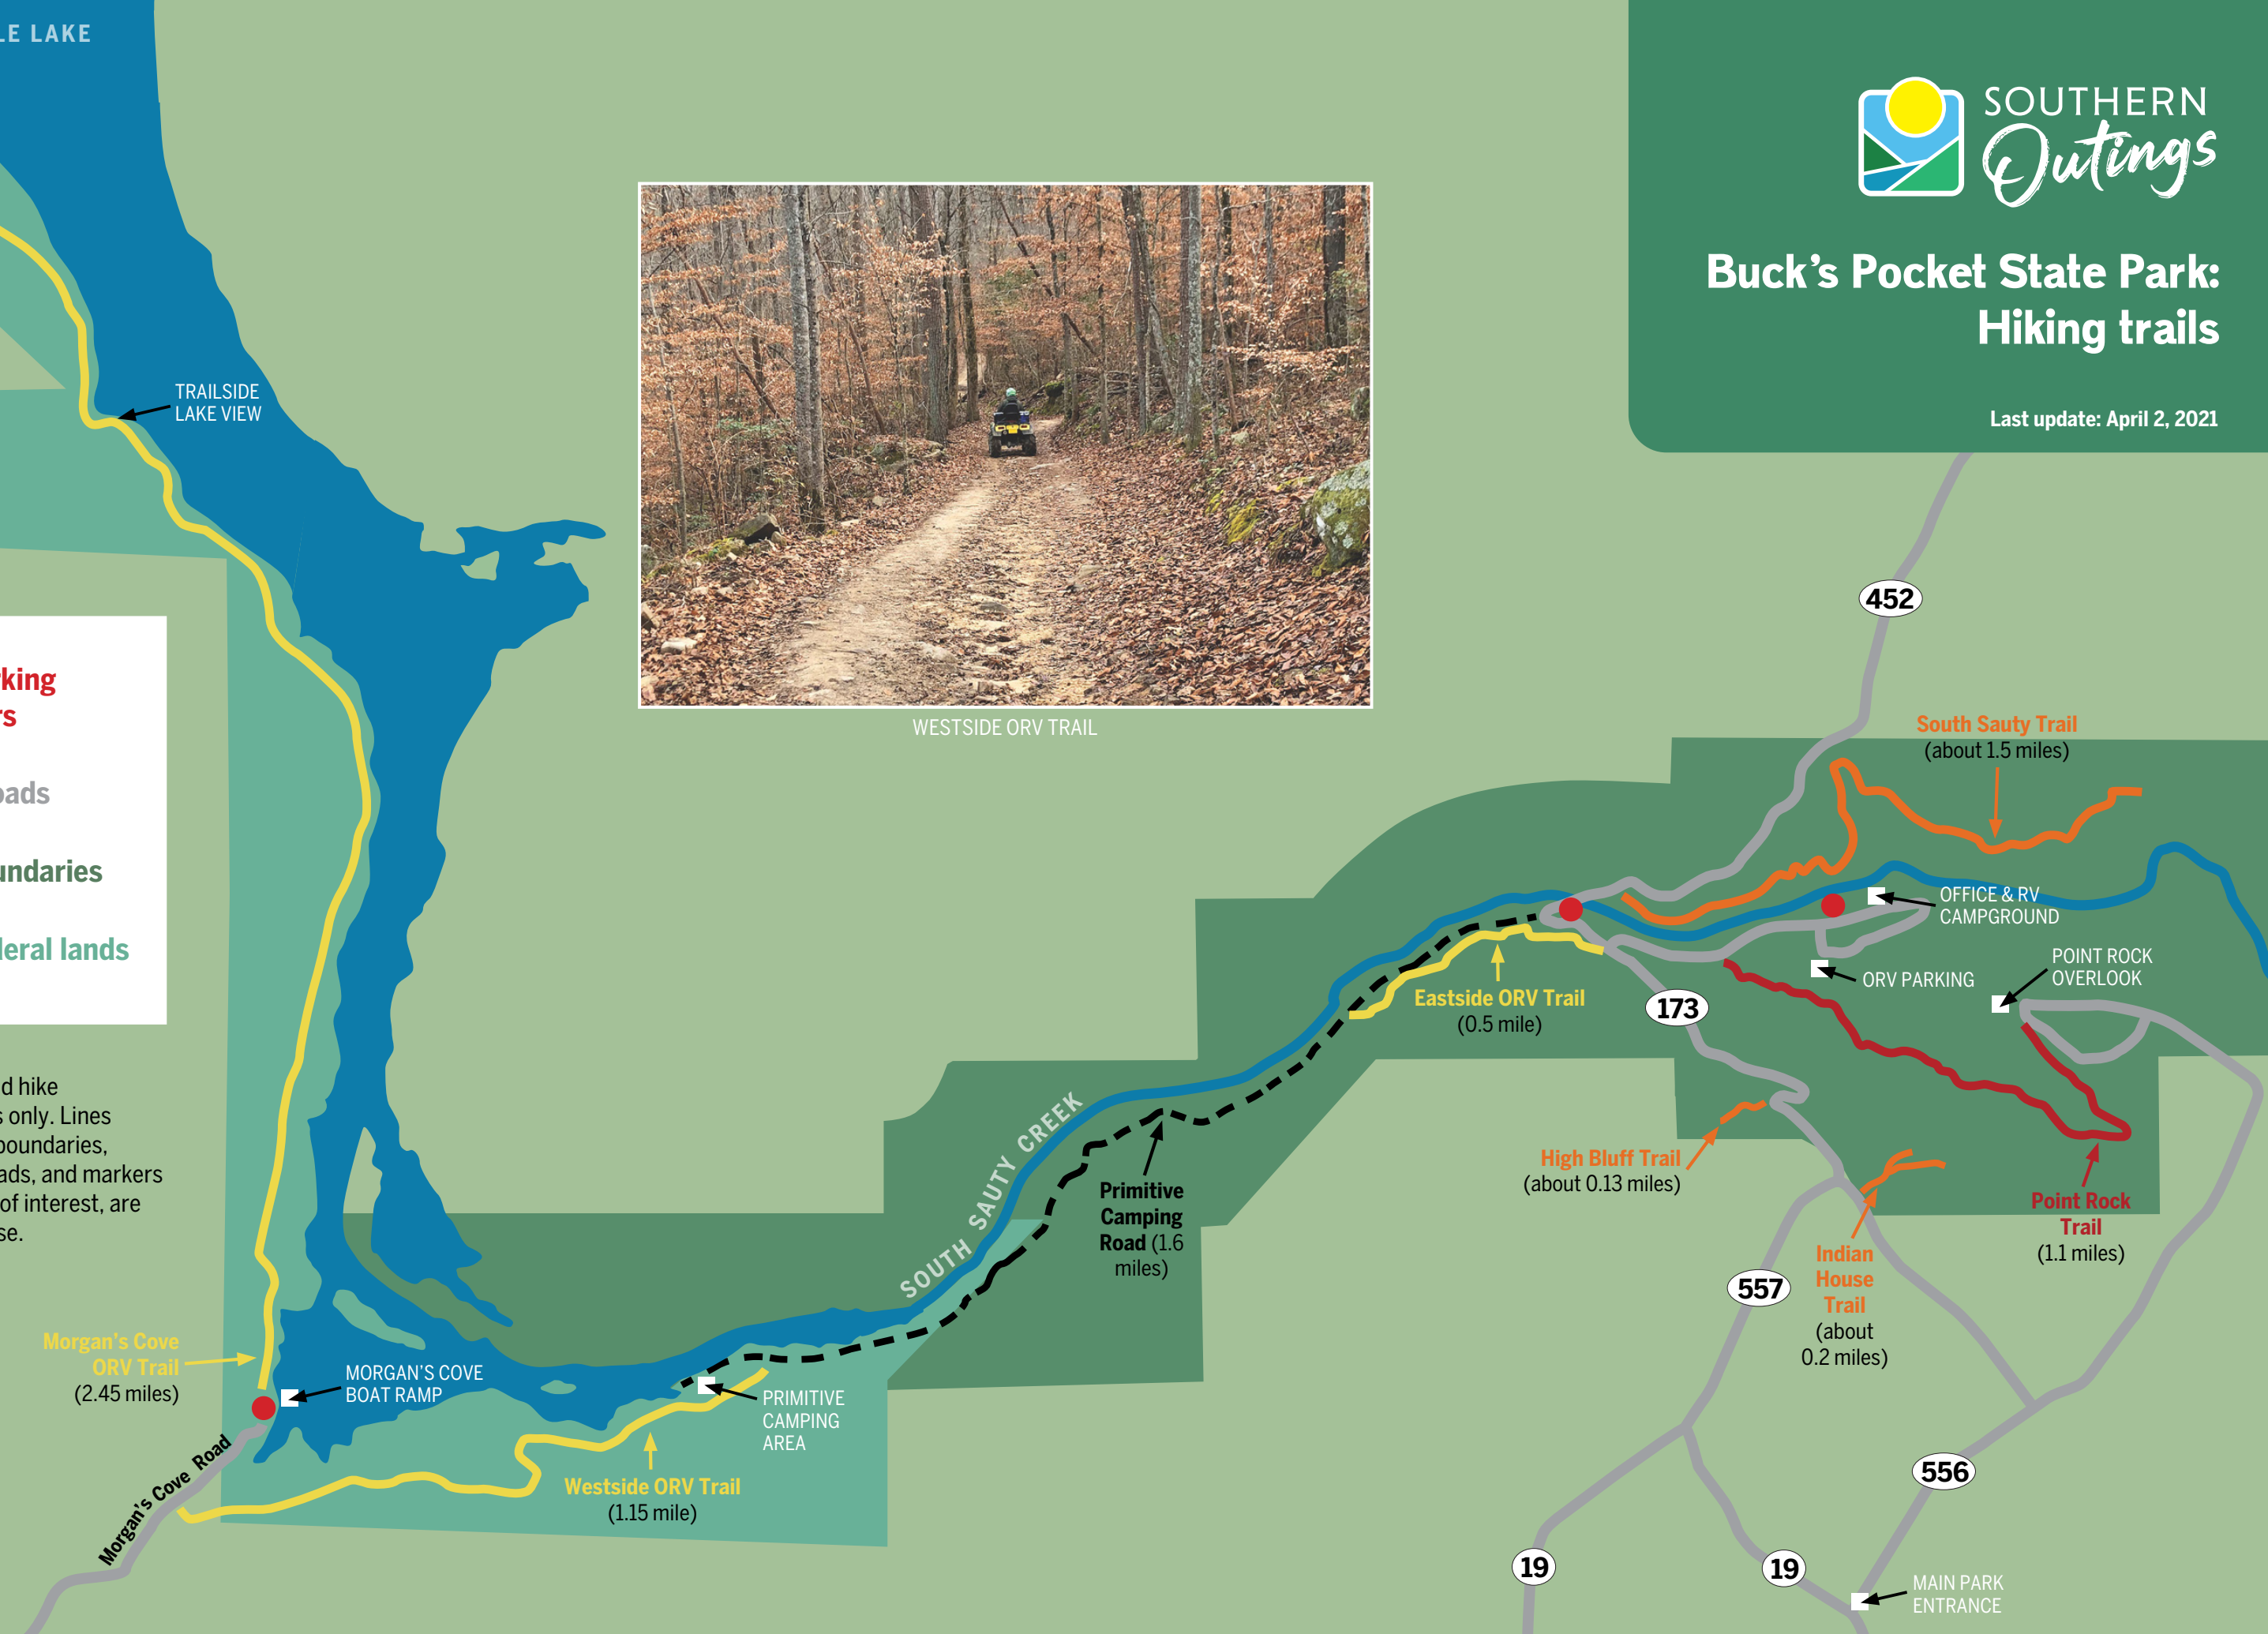 LE LAKE
SOUTHERN
Outings
Buck's Pocket State Park:
Hiking trails
Last update: April 2, 2021
TRAILSIDE
LAKE VIEW
WESTSIDE ORV TRAIL
452
South Sauty Trail
(about 1.5 miles)
OFFICE & RV
CAMPGROUND
ORV PARKING
POINT ROCK
OVERLOOK
173
Eastside ORV Trail
(0.5 mile)
SOUTH SAUTY CREEK
Primitive
Camping
Road (1.6
miles)
High Bluff Trail
(about 0.13 miles)
Indian
House
Trail
(about
0.2 miles)
Point Rock
Trail
(1.1 miles)
557
556
19
19
MAIN PARK
ENTRANCE
king
rs
oads
undaries
deral lands
d hike
s only. Lines
boundaries,
ads, and markers
of interest, are
se.
Morgan's Cove
ORV Trail
(2.45 miles)
MORGAN'S COVE
BOAT RAMP
Morgan's Cove Road
PRIMITIVE
CAMPING
AREA
Westside ORV Trail
(1.15 mile)